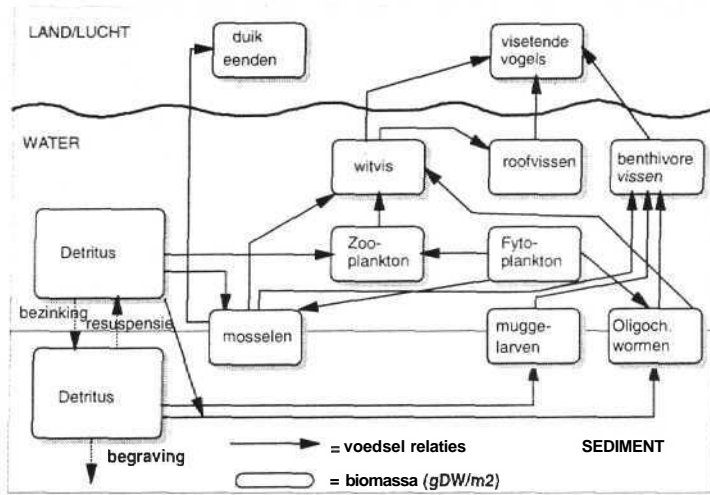 LAND/LUCHT
duik
eenden
visetende
vogels
WATER
witvis
roofvissen
benthivore
vissen
Detritus
Zoo-
plankton
Fyto-
plankton
bezinking
resuspensie
mosselen
mugge-
larven
Oligoch.
wormen
Detritus
begraving
= voedsel relaties
SEDIMENT
= biomassa (gDW/m2)